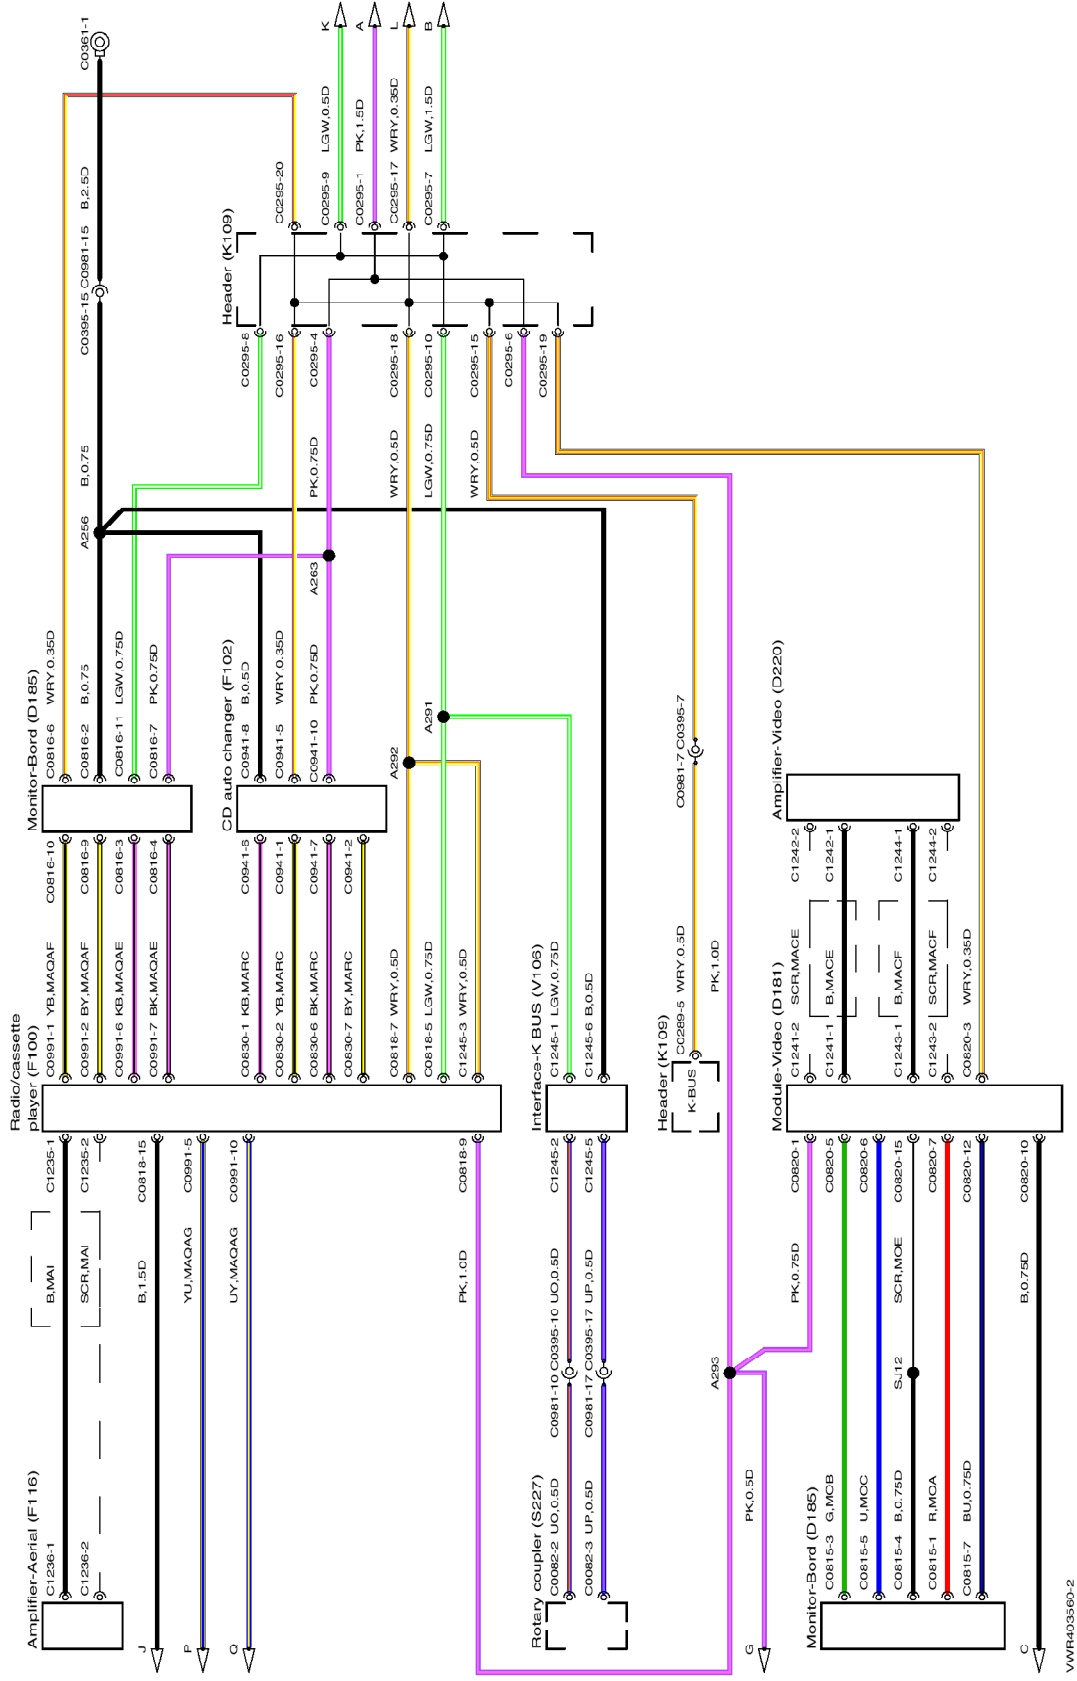 C0361-1
B,2.5D
C0981-15
C0395-15
B,0.75
A256
K
A
L
B
LGW,0.5D
PK,1.5D
WRY,0.35D
LGW,1.5D
C0295-20
C0295-9
C0295-1
C0295-17
C0295-7
Header (K109)
C0295-8
C0295-16
C0295-4
C0295-18
C0295-10
C0295-15
C0295-6
C0295-19
PK,0.75D
WRY,0.5D
LGW,0.75D
WRY,0.5D
A263
A291
A292
Monitor-Bord (D185)
C0816-6 WRY,0.35D
C0816-2 B,0.75
C0816-11 LGW,0.75D
C0816-7 PK,0.75D
CD auto changer (F102)
C0941-8 B,0.5D
C0941-5 WRY,0.35D
C0941-10 PK,0.75D
C0816-10
C0816-9
C0816-3
C0816-4
C0941-6
C0941-1
C0941-7
C0941-2
Radio/cassette
player (F100)
C0991-1 YB,MAQAF
C0991-2 BY,MAQAF
C0991-6 KB,MAQAE
C0991-7 BK,MAQAE
C0830-1 KB,MARC
C0830-2 YB,MARC
C0830-6 BK,MARC
C0830-7 BY,MARC
C0818-7 WRY,0.5D
C0818-5 LGW,0.75D
C1245-3 WRY,0.5D
Interface-K BUS (V106)
C1245-1 LGW,0.75D
C1245-6 B,0.5D
C0981-7 C0395-7
Header (K109)
C0289-5 WRY,0.5D
K-BUS
PK,1.0D
Amplifier-Video (D220)
C1242-2
C1242-1
C1244-1
C1244-2
SCR,MACE
B,MACE
B,MACF
SCR,MACF
Module-Video (D181)
C1241-2
C1241-1
C1243-1
C1243-2
C0820-3 WRY,0.35D
C1235-1
C1235-2
C0818-15
C0991-5
C0991-10
C0818-9
C1245-2
C1245-5
C0820-1
C0820-5
C0820-6
C0820-15
C0820-7
C0820-12
C0820-10
B,MAI
SCR,MAI
B,1.5D
YU,MAQAG
UY,MAQAG
PK,1.0D
C0981-10 C0395-10 UO,0.5D
C0981-17 C0395-17 UP,0.5D
A293
PK,0.75D
SCR,MOE
SJ12
B,0.75D
Amplifier-Aerial (F116)
C1236-1
C1236-2
J
P
Q
Rotary coupler (S227)
C0082-2 UO,0.5D
C0082-3 UP,0.5D
PK,0.5D
G
Monitor-Bord (D185)
C0815-3 G,MCB
C0815-5 U,MCC
C0815-4 B,0.75D
C0815-1 R,MCA
C0815-7 BU,0.75D
C
VWR403560-2